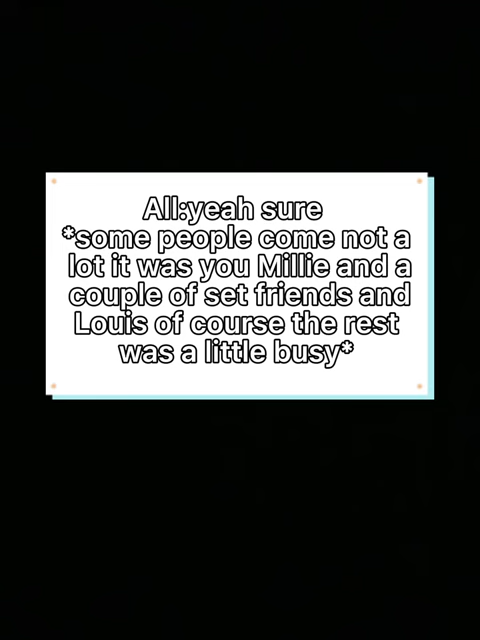 All:yeah sure
*some people come not a
lot it was you Millie and a
couple of set friends and
Louis of course the rest
was a little busy*